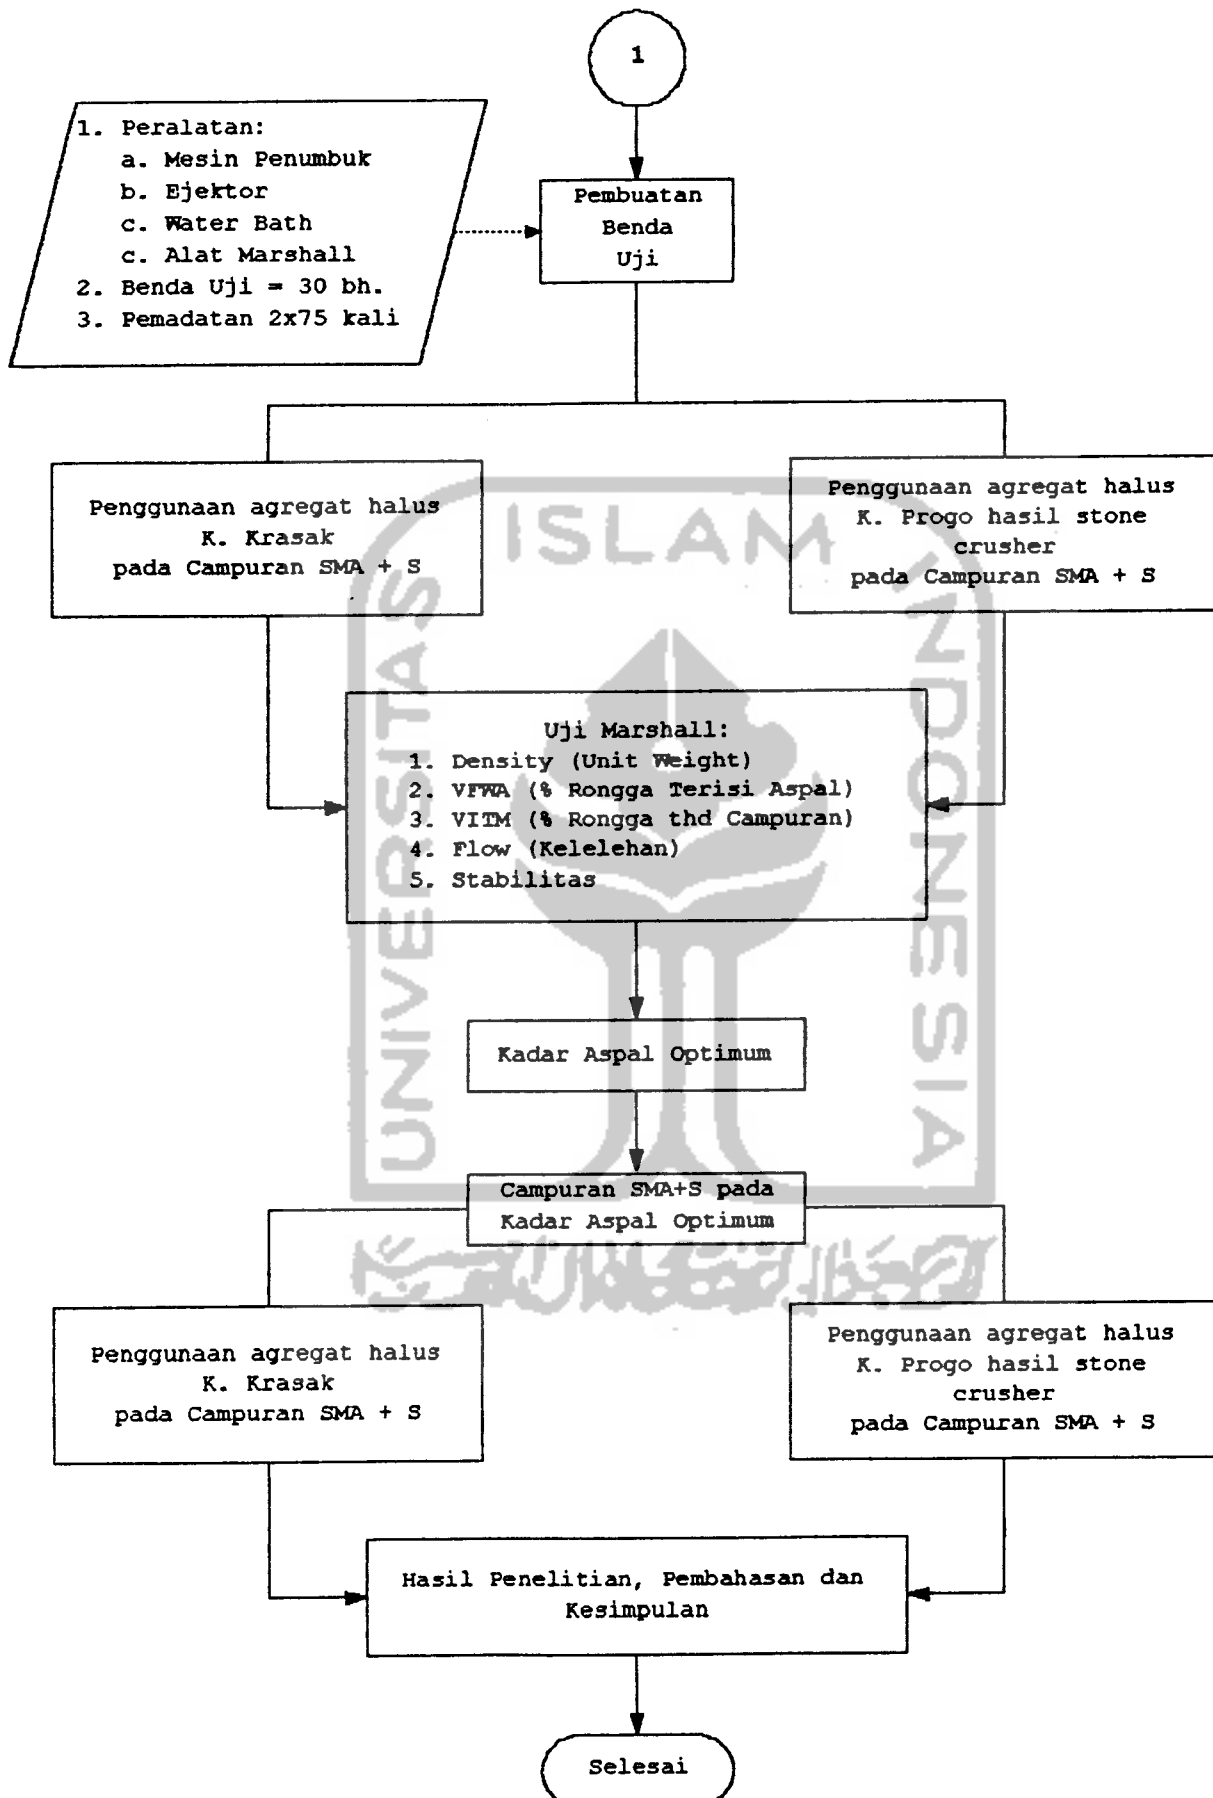 1
1. Peralatan:
a. Mesin Penumbuk
b. Ejektor
c. Water Bath
c. Alat Marshall
2. Benda Uji = 30 bh.
3. Pemadatan 2x75 kali
Pembuatan
Benda
Uji
Penggunaan agregat halus
K. Krasak
pada Campuran SMA + S
Penggunaan agregat halus
K. Progo hasil stone
crusher
pada Campuran SMA + S
UNIVERSITAS
ISLAM
INDONESIA
Uji Marshall:
1. Density (Unit Weight)
2. VFWA (% Rongga Terisi Aspal)
3. VITM (% Rongga thd Campuran)
4. Flow (Kelelehan)
5. Stabilitas
Kadar Aspal Optimum
Campuran SMA+S pada
Kadar Aspal Optimum
Penggunaan agregat halus
K. Krasak
pada Campuran SMA + S
Penggunaan agregat halus
K. Progo hasil stone
crusher
pada Campuran SMA + S
Hasil Penelitian, Pembahasan dan
Kesimpulan
Selesai